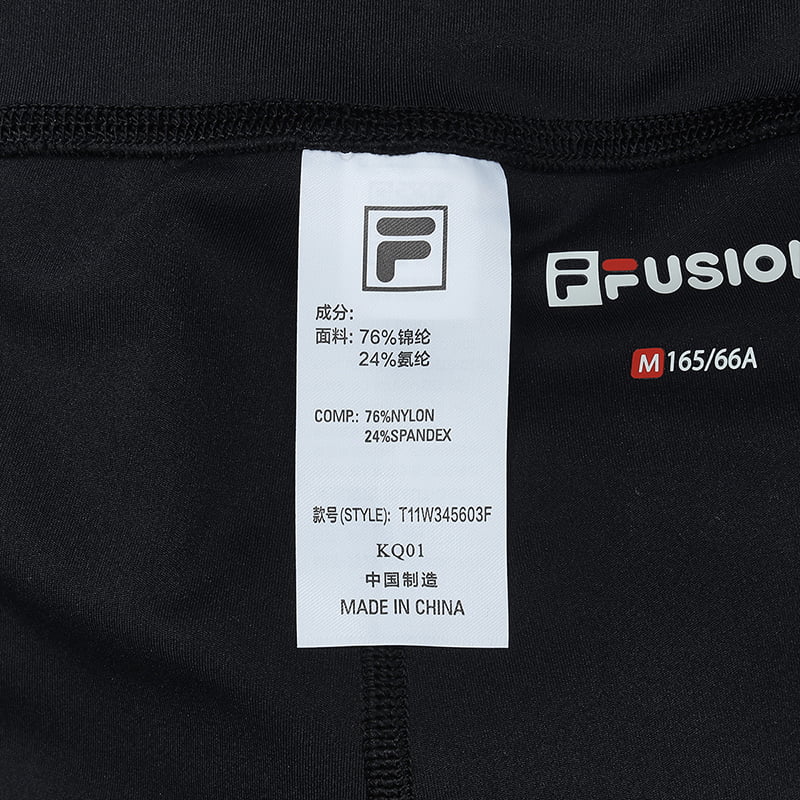 F
成分:
面料: 76%锦纶
24%氨纶
COMP.: 76%NYLON
24%SPANDEX
款号(STYLE): T11W345603F
KQ01
中国制造
MADE IN CHINA
F FUSION
M 165/66A